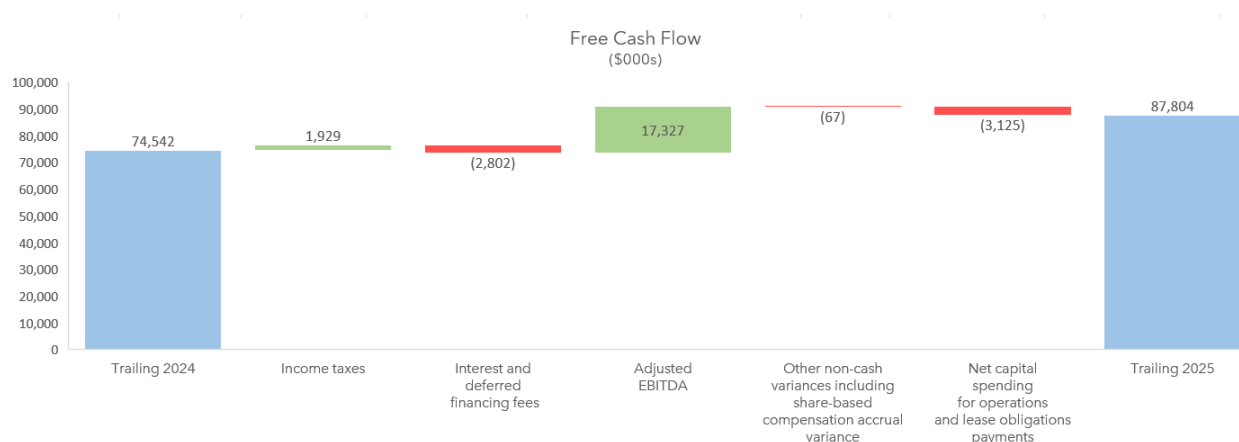 Free Cash Flow
($000s)
100,000
90,000
80,000
70,000
60,000
50,000
40,000
30,000
20,000
10,000
0
74,542
1,929
(2,802)
17,327
(67)
(3,125)
87,804
Trailing 2024
Income taxes
Interest and
deferred
financing fees
Adjusted
EBITDA
Other non-cash
variances including
share-based
compensation accrual
variance
Net capital
spending
for operations
and lease obligations
payments
Trailing 2025